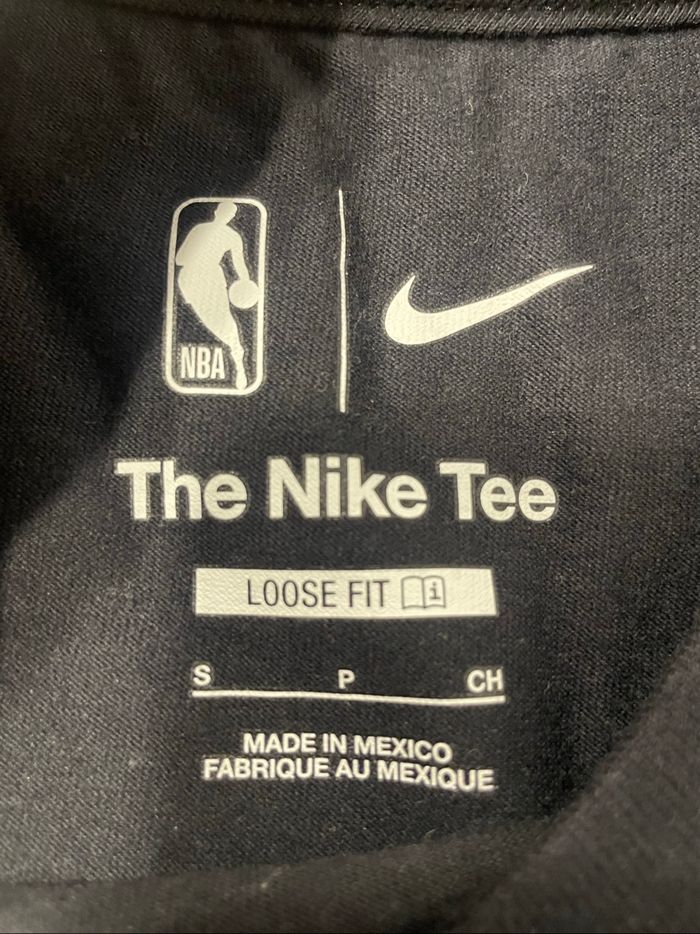 NBA
The Nike Tee
LOOSE FIT i
S P CH
MADE IN MEXICO
FABRIQUE AU MEXIQUE